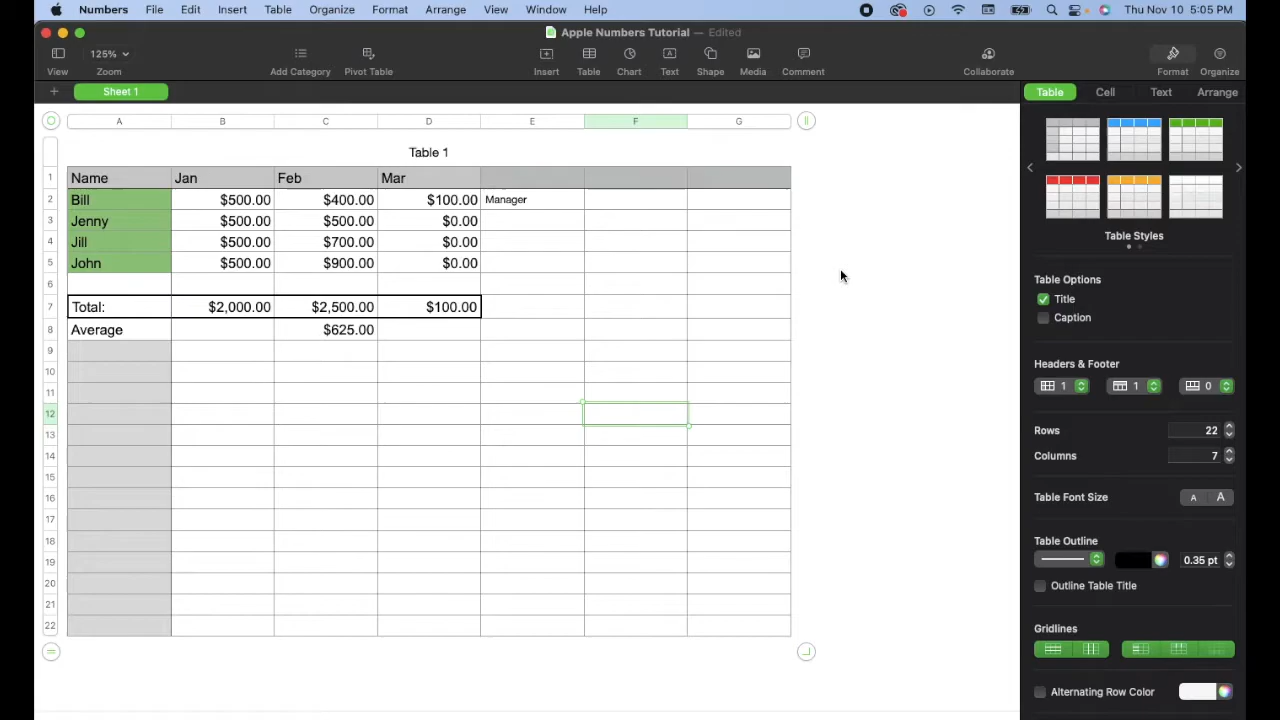 Numbers File Edit Insert Table Organize Format Arrange View Window Help Thu Nov 10 5:05 PM
Apple Numbers Tutorial — Edited
125%
View Zoom Add Category Pivot Table Insert Table Chart Text Shape Media Comment Collaborate Format Organize
+ Sheet 1
Table Cell Text Arrange
A B C D E F G
Table 1
1 Name Jan Feb Mar
2 Bill $500.00 $400.00 $100.00 Manager
3 Jenny $500.00 $500.00 $0.00
4 Jill $500.00 $700.00 $0.00
5 John $500.00 $900.00 $0.00
6
7 Total: $2,000.00 $2,500.00 $100.00
8 Average $625.00
9
10
11
12
13
14
15
16
17
18
19
20
21
22
Table Styles
Table Options
Title
Caption
Headers & Footer
1 1 0
Rows 22
Columns 7
Table Font Size A A
Table Outline
0.35 pt
Outline Table Title
Gridlines
Alternating Row Color